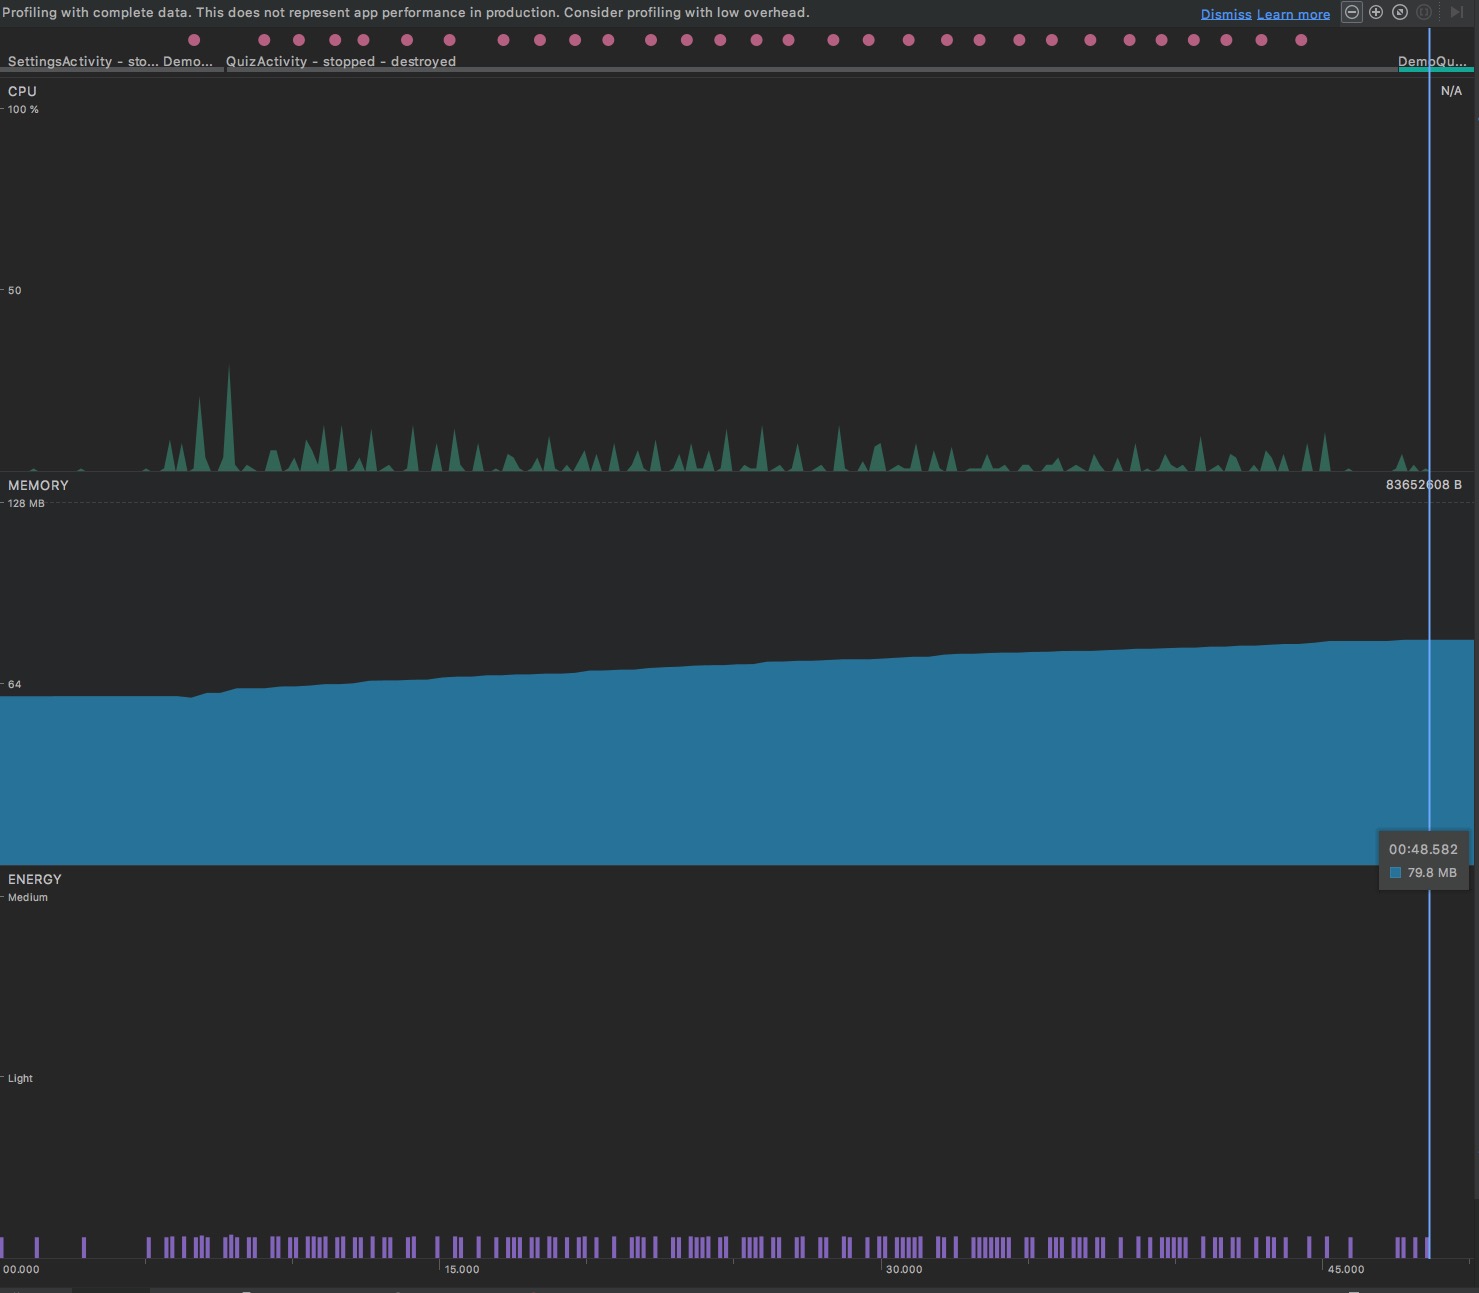 Profiling with complete data. This does not represent app performance in production. Consider profiling with low overhead. Dismiss Learn more
SettingsActivity - sto... Demo... QuizActivity - stopped - destroyed DemoQu...
CPU N/A
100 %
50
MEMORY 83652608 B
128 MB
64
00:48.582
79.8 MB
ENERGY
Medium
Light
00.000 15.000 30.000 45.000